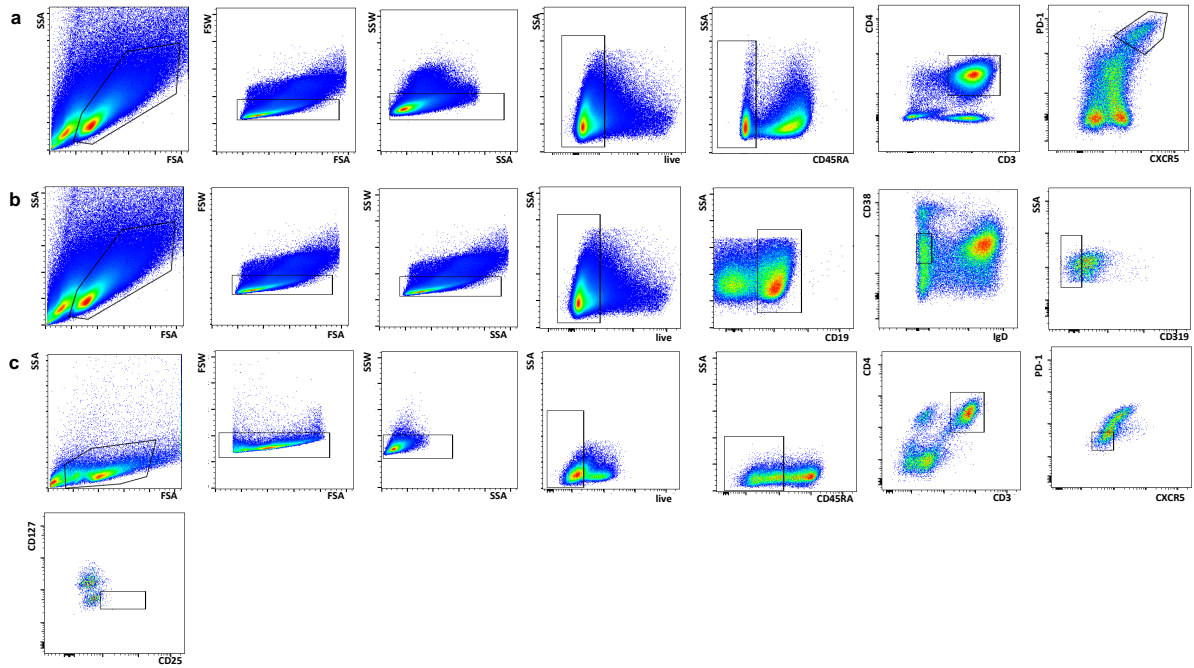 a
SSA
FSA
FSW
FSA
SSW
SSA
SSA
live
SSA
CD45RA
CD4
CD3
PD-1
CXCR5
b
SSA
FSA
FSW
FSA
SSW
SSA
SSA
live
SSA
CD19
CD38
IgD
SSA
CD319
c
SSA
FSA
FSW
FSA
SSW
SSA
SSA
live
SSA
CD45RA
CD4
CD3
PD-1
CXCR5
CD127
CD25